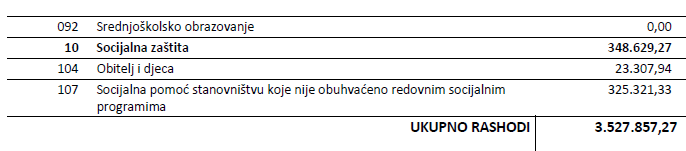 092 Srednjoškolsko obrazovanje 0,00
10 Socijalna zaštita 348.629,27
104 Obitelj i djeca 23.307,94
107 Socijalna pomoć stanovništvu koje nije obuhvaćeno redovnim socijalnim 325.321,33
programima
UKUPNO RASHODI 3.527.857,27